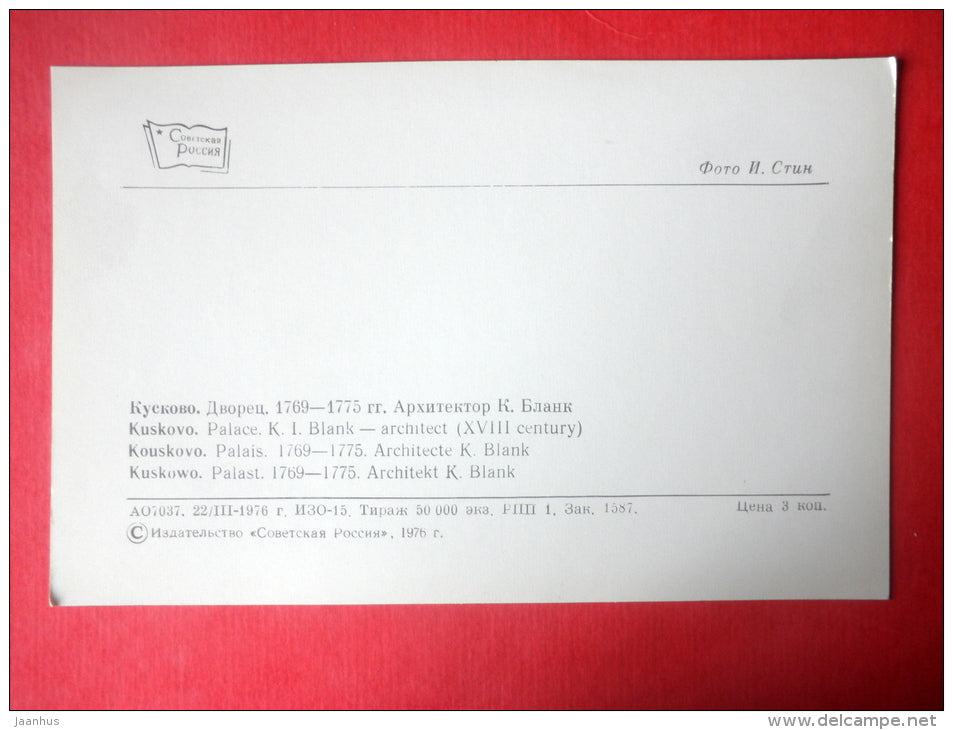 ★ Советская
Россия
Фото И. Стин
Кусково. Дворец. 1769—1775 гг. Архитектор К. Бланк
Kuskovo. Palace. K. I. Blank — architect (XVIII century)
Kouskovo. Palais. 1769—1775. Architecte K. Blank
Kuskowo. Palast. 1769—1775. Architekt K. Blank
АО7037. 22/III-1976 г. ИЗО-15. Тираж 50 000 экз. РПП 1. Зак. 1587. Цена 3 коп.
© Издательство «Советская Россия», 1976 г.
jaanhus
www.delcampe.net